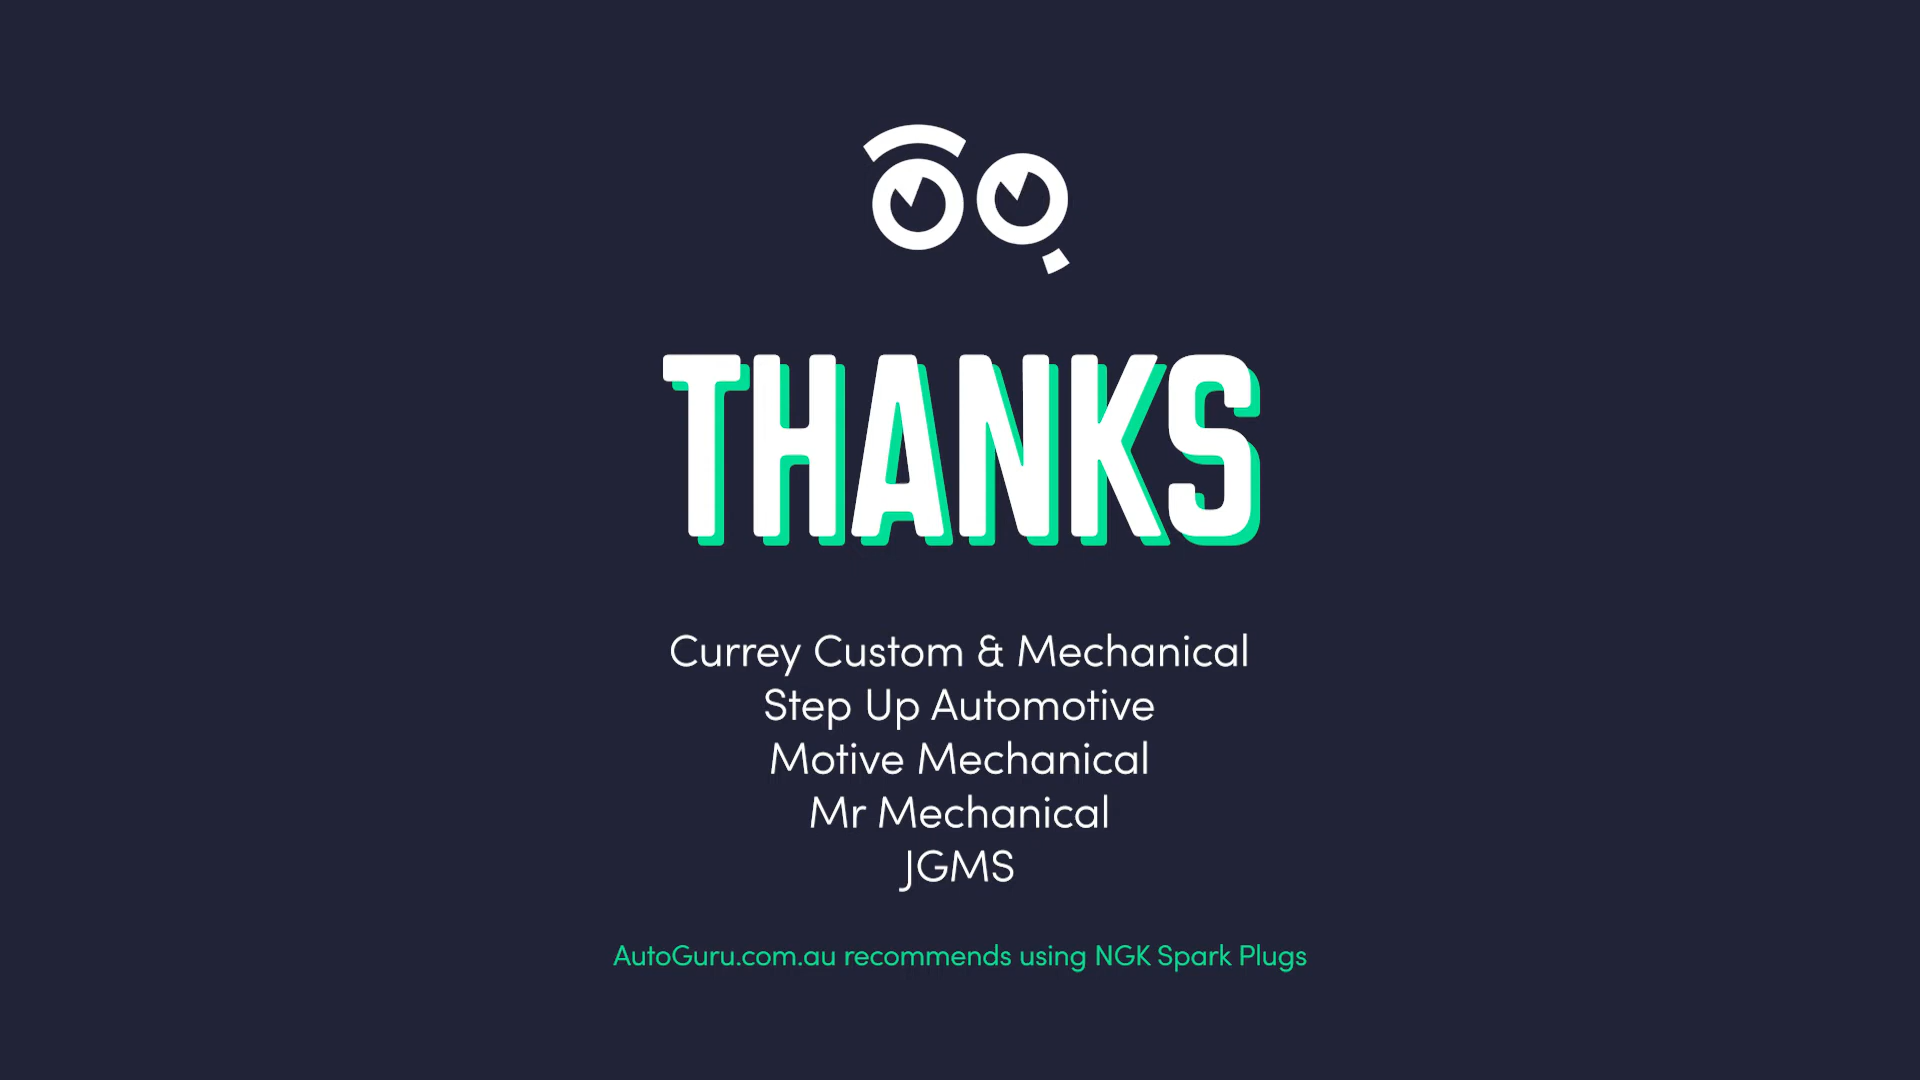 THANKS
Currey Custom & Mechanical
Step Up Automotive
Motive Mechanical
Mr Mechanical
JGMS
AutoGuru.com.au recommends using NGK Spark Plugs